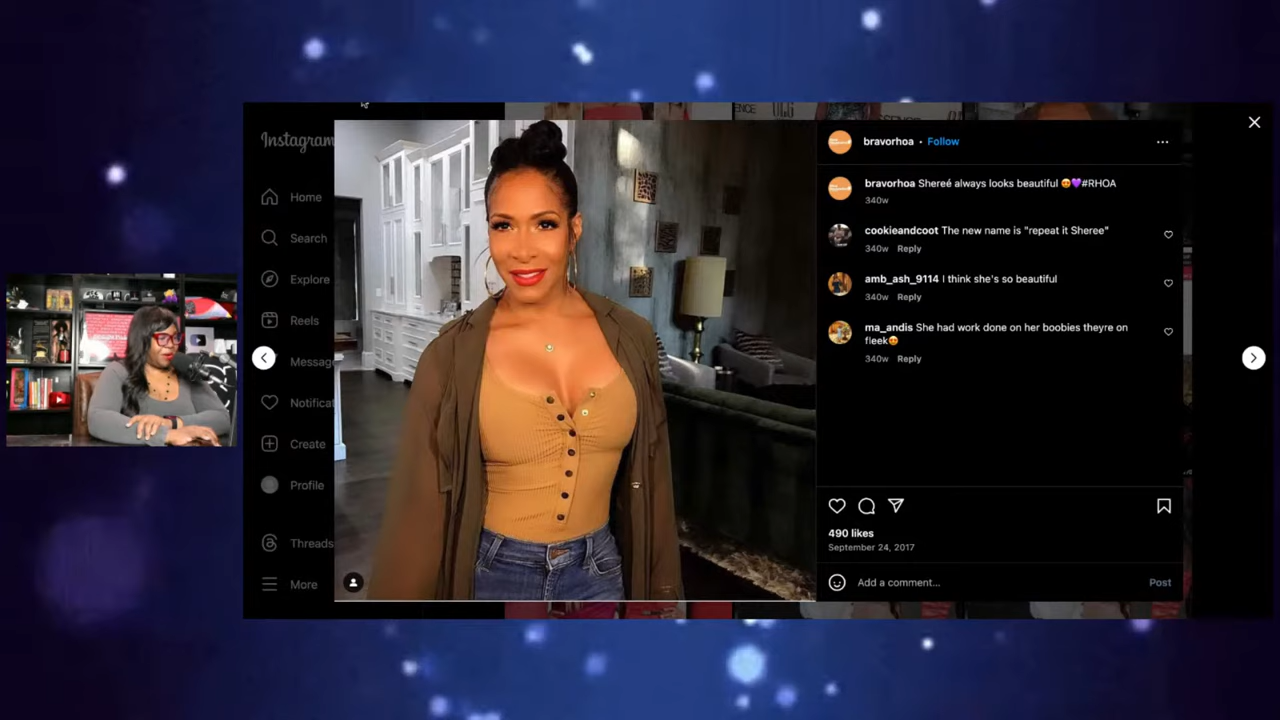 Instagram
Home
Search
Explore
Reels
Messag
Notificat
Create
Profile
Threads
More
bravorhoa • Follow
bravorhoa Shereé always looks beautiful 😍💜#RHOA
340w
cookieandcoot The new name is "repeat it Sheree"
340w Reply
amb_ash_9114 I think she's so beautiful
340w Reply
ma_andis She had work done on her boobies theyre on
fleek😍
340w Reply
490 likes
September 24, 2017
Add a comment...
Post